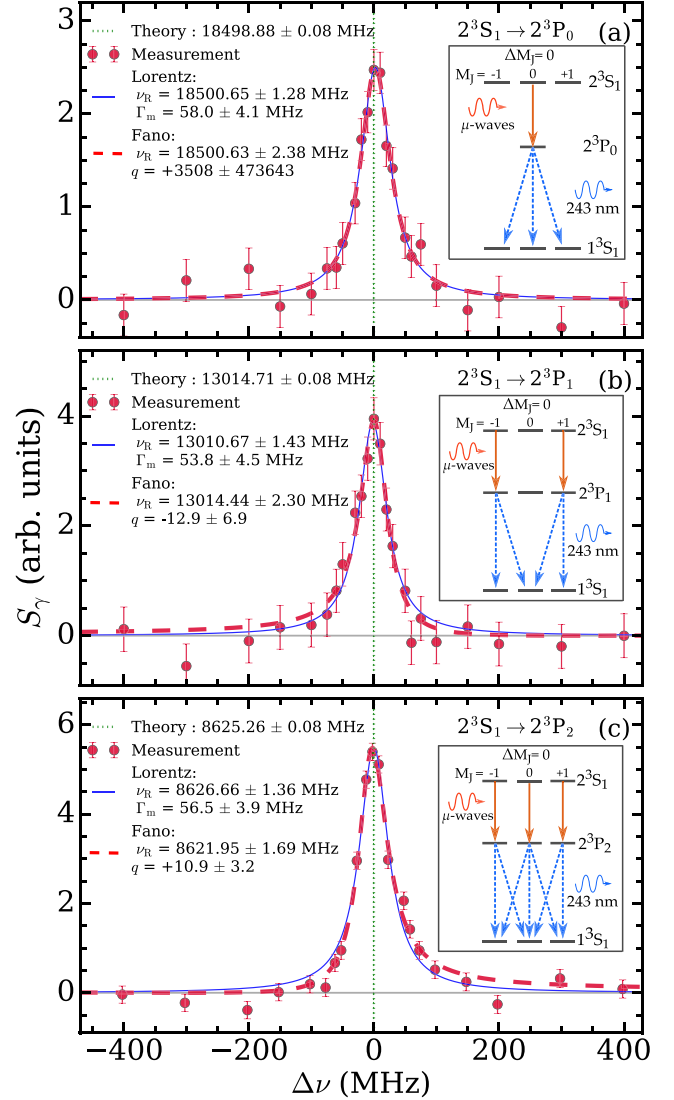 Theory : 18498.88 ± 0.08 MHz
Measurement
Lorentz:
ν_R = 18500.65 ± 1.28 MHz
Γ_m = 58.0 ± 4.1 MHz
Fano:
ν_R = 18500.63 ± 2.38 MHz
q = +3508 ± 473643
2³S₁ → 2³P₀ (a)
ΔM_J= 0
M_J = -1 0 +1 2³S₁
μ-waves
2³P₀
243 nm
1³S₁
3
2
1
0
Theory : 13014.71 ± 0.08 MHz
Measurement
Lorentz:
ν_R = 13010.67 ± 1.43 MHz
Γ_m = 53.8 ± 4.5 MHz
Fano:
ν_R = 13014.44 ± 2.30 MHz
q = -12.9 ± 6.9
2³S₁ → 2³P₁ (b)
ΔM_J= 0
M_J = -1 0 +1 2³S₁
μ-waves
2³P₁
243 nm
1³S₁
4
2
0
S_γ (arb. units)
Theory : 8625.26 ± 0.08 MHz
Measurement
Lorentz:
ν_R = 8626.66 ± 1.36 MHz
Γ_m = 56.5 ± 3.9 MHz
Fano:
ν_R = 8621.95 ± 1.69 MHz
q = +10.9 ± 3.2
2³S₁ → 2³P₂ (c)
ΔM_J= 0
M_J = -1 0 +1 2³S₁
μ-waves
2³P₂
243 nm
1³S₁
6
4
2
0
−400 −200 0 200 400
Δν (MHz)